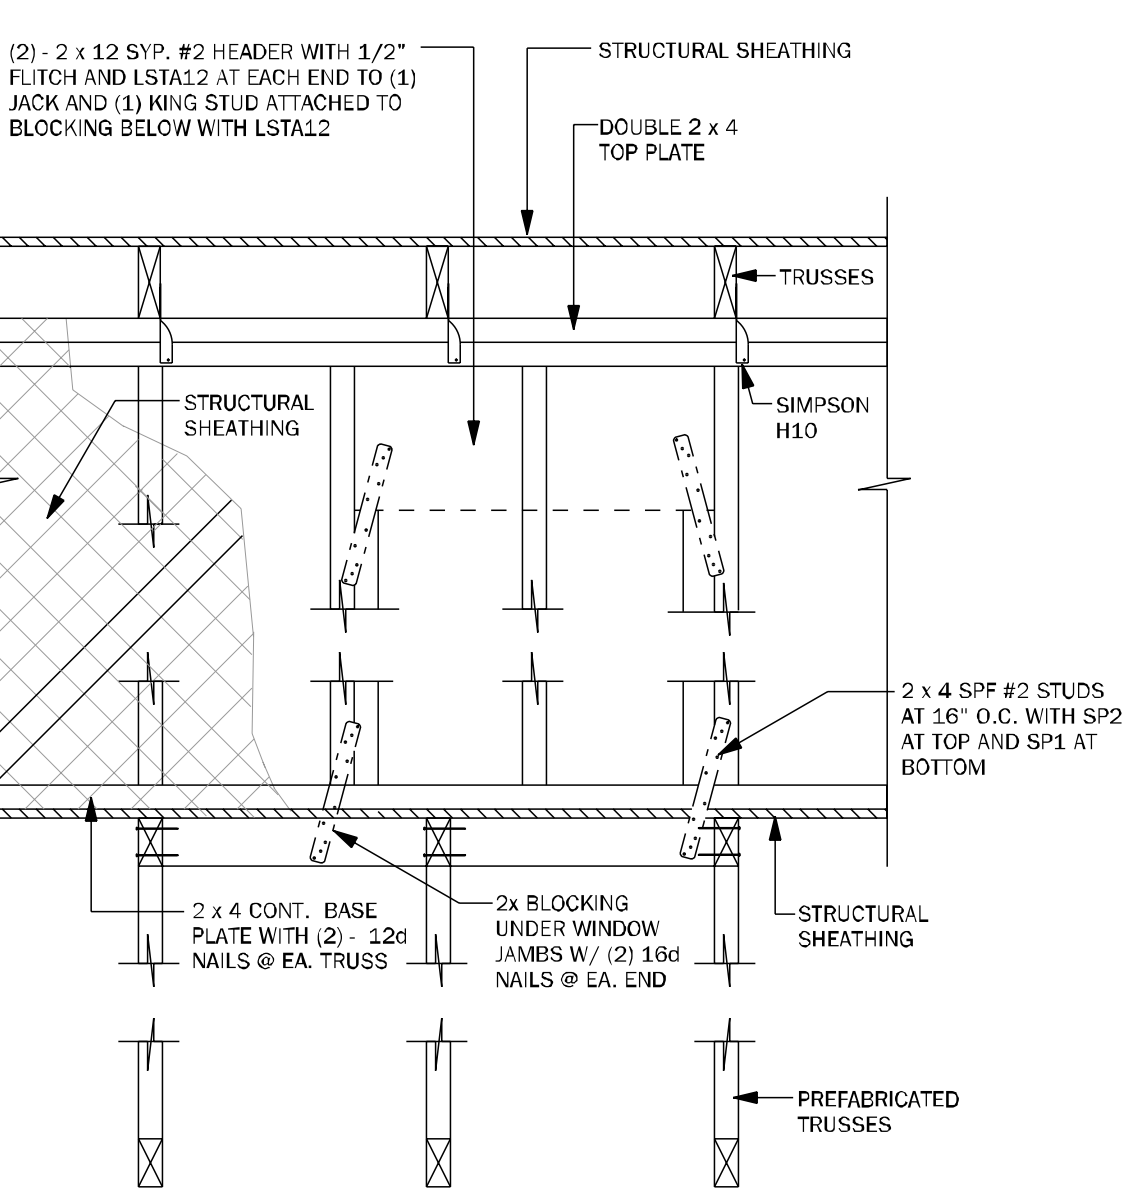 (2) - 2 x 12 SYP. #2 HEADER WITH 1/2"
FLITCH AND LSTA12 AT EACH END TO (1)
JACK AND (1) KING STUD ATTACHED TO
BLOCKING BELOW WITH LSTA12
STRUCTURAL SHEATHING
DOUBLE 2 x 4
TOP PLATE
TRUSSES
STRUCTURAL
SHEATHING
SIMPSON
H10
2 x 4 SPF #2 STUDS
AT 16" O.C. WITH SP2
AT TOP AND SP1 AT
BOTTOM
2 x 4 CONT. BASE
PLATE WITH (2) - 12d
NAILS @ EA. TRUSS
2x BLOCKING
UNDER WINDOW
JAMBS W/ (2) 16d
NAILS @ EA. END
STRUCTURAL
SHEATHING
PREFABRICATED
TRUSSES